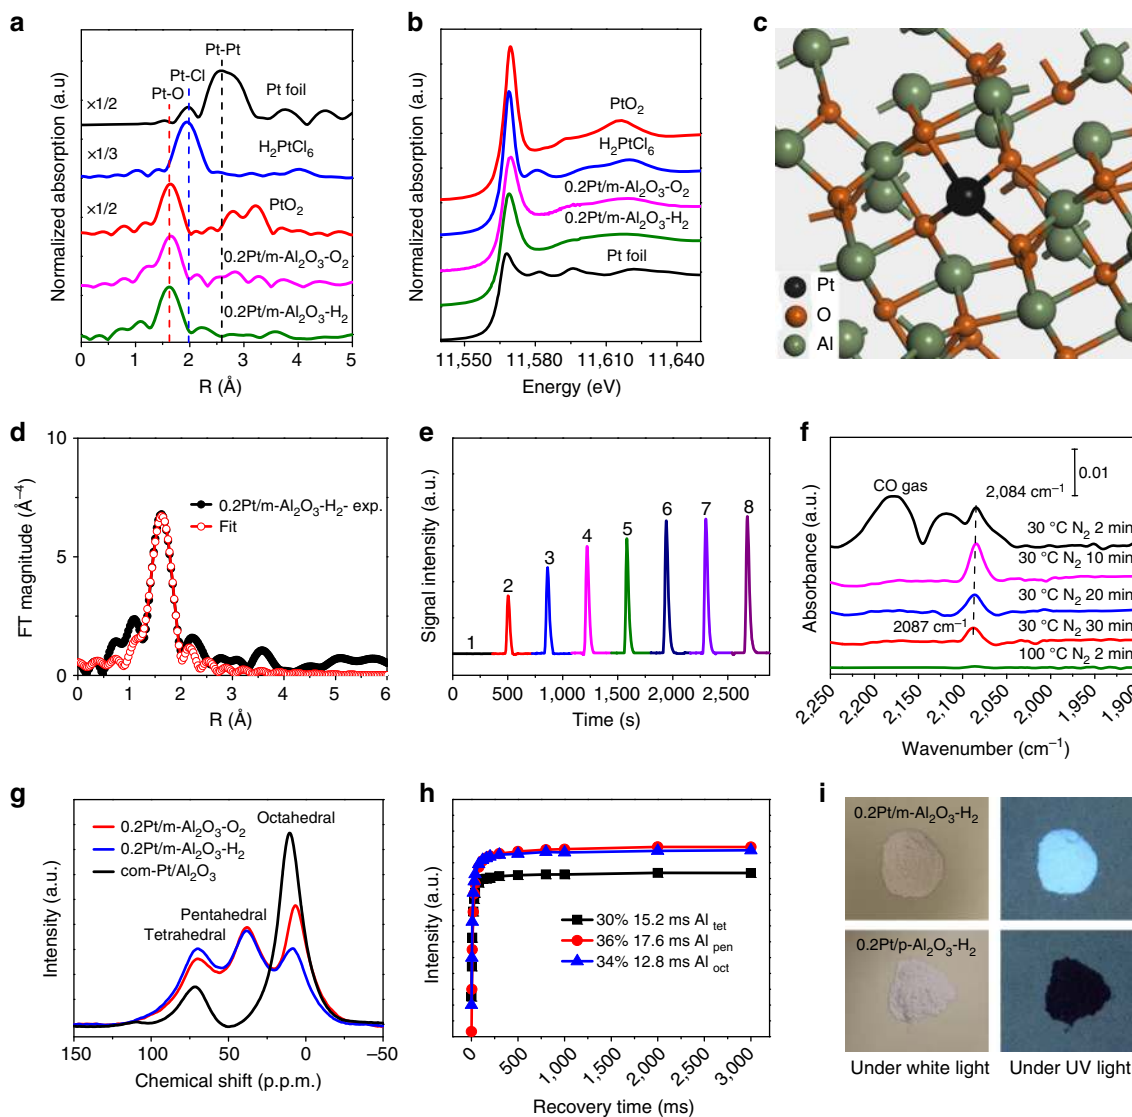 a
Normalized absorption (a.u)
Pt-Pt
Pt-Cl
Pt-O
×1/2
Pt foil
×1/3
H2PtCl6
×1/2
PtO2
0.2Pt/m-Al2O3-O2
0.2Pt/m-Al2O3-H2
0 1 2 3 4 5
R (Å)
b
Normalized absorption (a.u.)
PtO2
H2PtCl6
0.2Pt/m-Al2O3-O2
0.2Pt/m-Al2O3-H2
Pt foil
11,550 11,580 11,610 11,640
Energy (eV)
c
Pt
O
Al
d
FT magnitude (Å–4)
10
5
0
0.2Pt/m-Al2O3-H2- exp.
Fit
0 1 2 3 4 5 6
R (Å)
e
Signal intensity (a.u.)
1 2 3 4 5 6 7 8
0 500 1,000 1,500 2,000 2,500
Time (s)
f
Absorbance (a.u.)
CO gas
0.01
2,084 cm–1
30 °C N2 2 min
30 °C N2 10 min
30 °C N2 20 min
2087 cm–1
30 °C N2 30 min
100 °C N2 2 min
2,250 2,200 2,150 2,100 2,050 2,000 1,950 1,900
Wavenumber (cm–1)
g
Intensity (a.u.)
0.2Pt/m-Al2O3-O2
0.2Pt/m-Al2O3-H2
com-Pt/Al2O3
Octahedral
Pentahedral
Tetrahedral
150 100 50 0 –50
Chemical shift (p.p.m.)
h
Intensity (a.u.)
30% 15.2 ms Al tet
36% 17.6 ms Al pen
34% 12.8 ms Al oct
0 500 1,000 1,500 2,000 2,500 3,000
Recovery time (ms)
i
0.2Pt/m-Al2O3-H2
0.2Pt/p-Al2O3-H2
Under white light
Under UV light